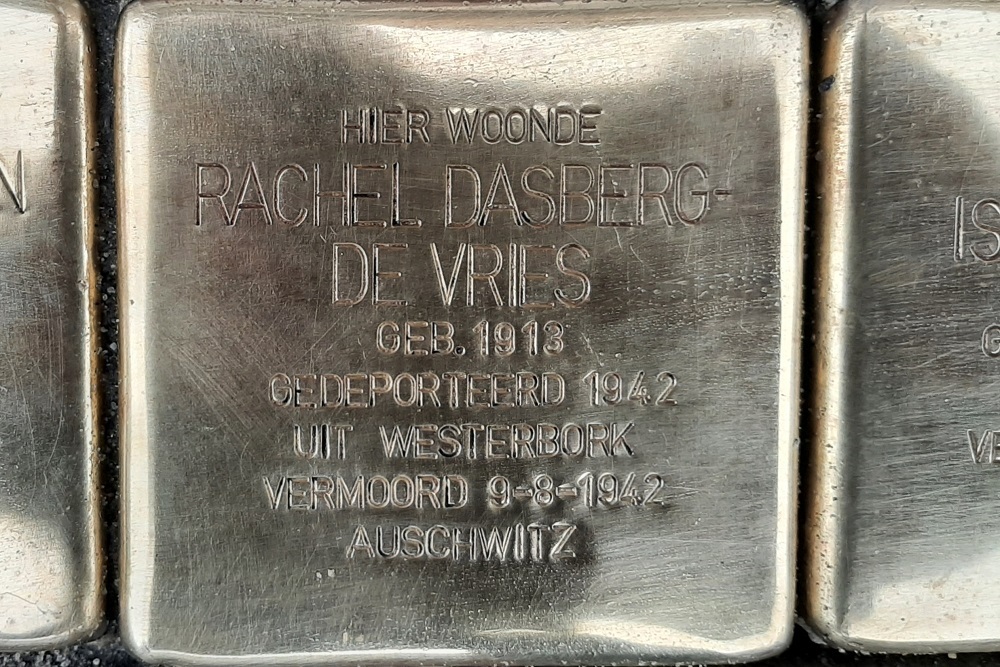 HIER WOONDE
RACHEL DASBERG-
DE VRIES
GEB. 1913
GEDEPORTEERD 1942
UIT WESTERBORK
VERMOORD 9-8-1942
AUSCHWITZ